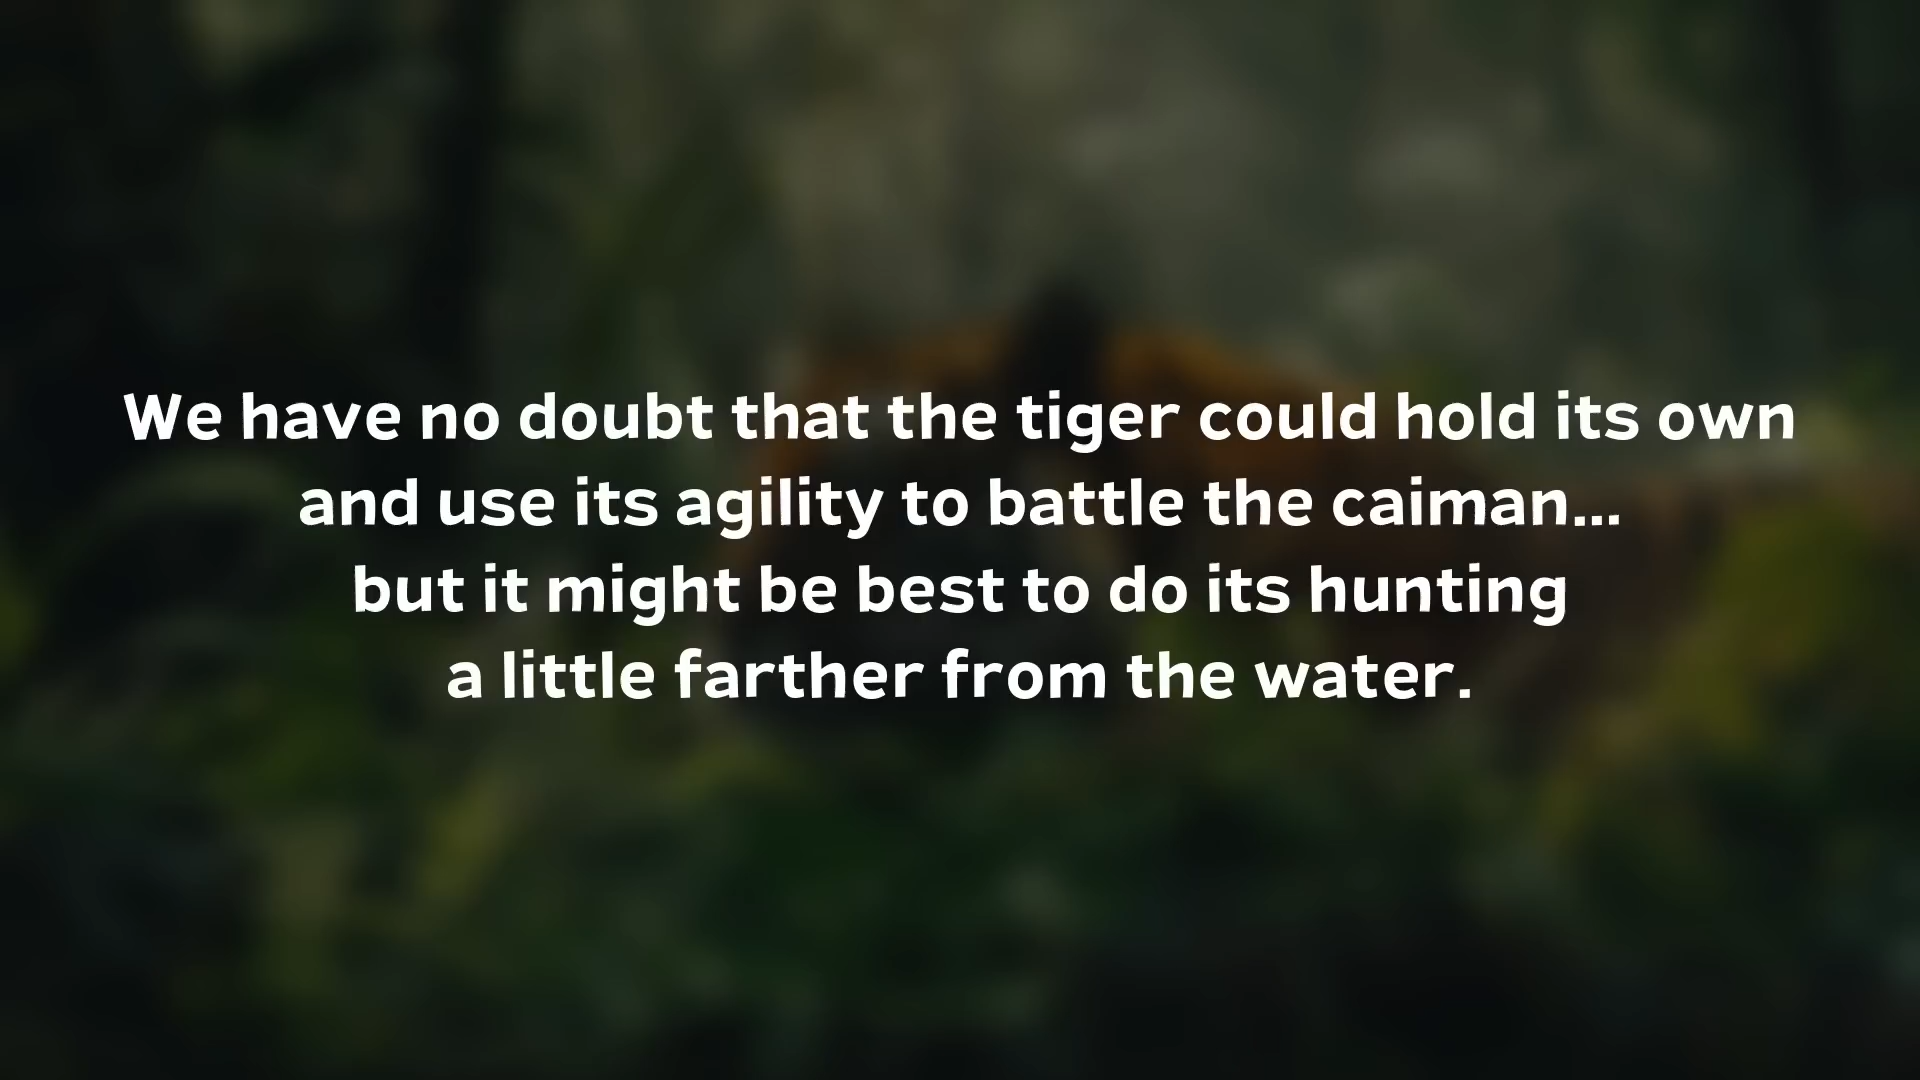 We have no doubt that the tiger could hold its own
and use its agility to battle the caiman...
but it might be best to do its hunting
a little farther from the water.